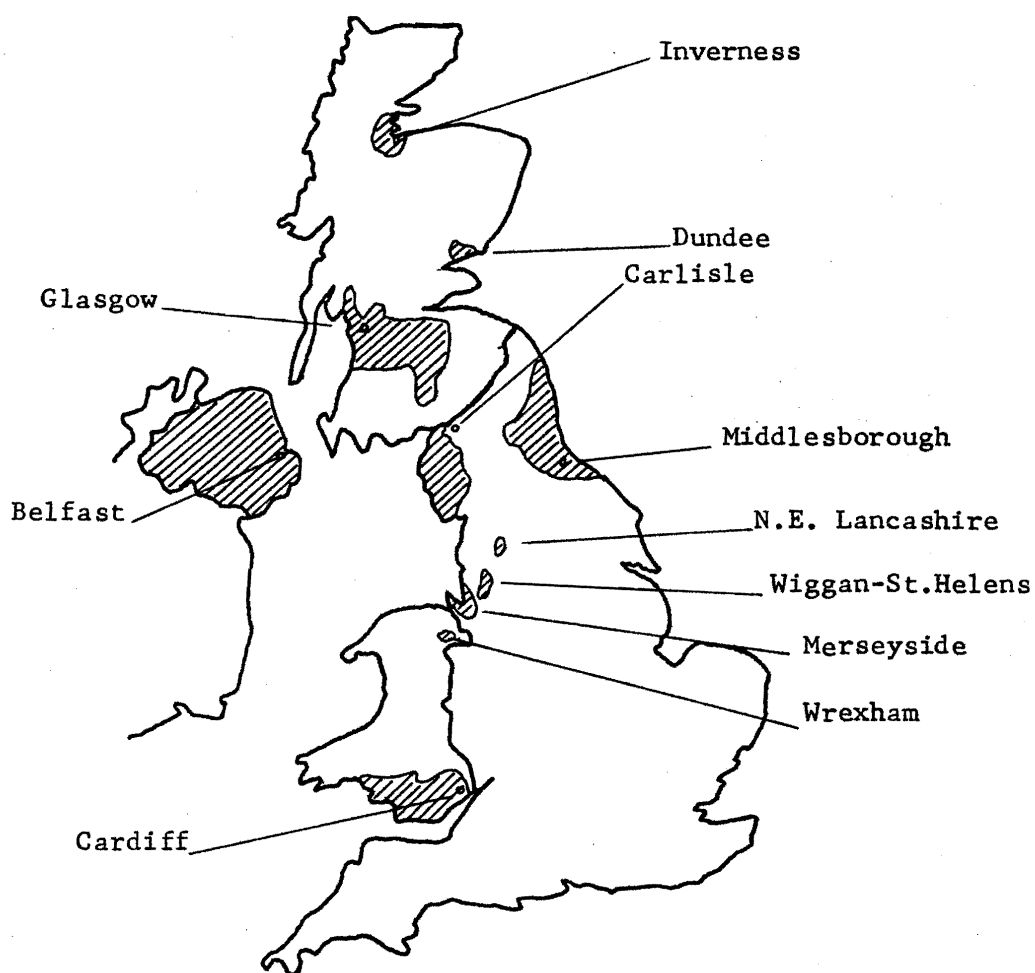 Inverness
Dundee
Carlisle
Glasgow
Middlesborough
Belfast
N.E. Lancashire
Wiggan-St.Helens
Merseyside
Wrexham
Cardiff